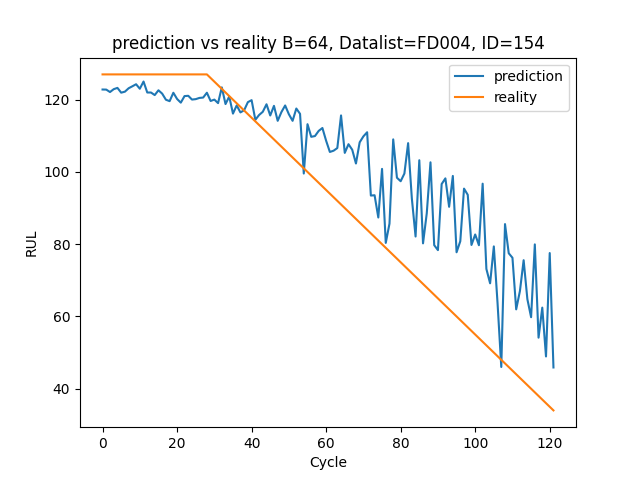 prediction vs reality B=64, Datalist=FD004, ID=154
prediction
reality
120
100
80
60
40
RUL
0 20 40 60 80 100 120
Cycle